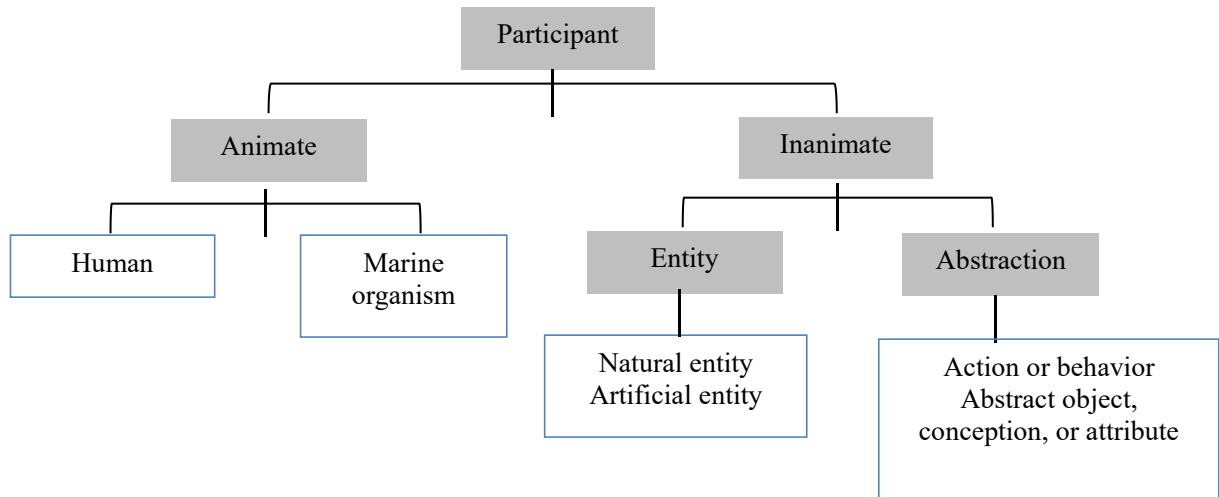 Participant
Animate
Inanimate
Human
Marine
organism
Entity
Abstraction
Natural entity
Artificial entity
Action or behavior
Abstract object,
conception, or attribute